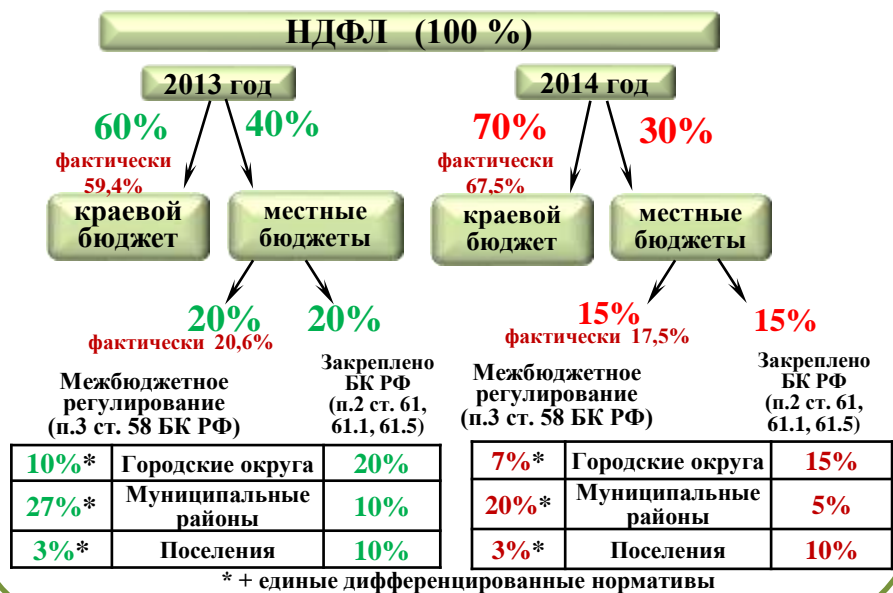 НДФЛ (100 %)
2013 год
60%
40%
фактически
59,4%
краевой
бюджет
местные
бюджеты
20%
20%
фактически 20,6%
Межбюджетное
регулирование
(п.3 ст. 58 БК РФ)
Закреплено
БК РФ
(п.2 ст. 61,
61.1, 61.5)
10%* Городские округа 20%
27%* Муниципальные
районы 10%
3%* Поселения 10%
2014 год
70%
30%
фактически
67,5%
краевой
бюджет
местные
бюджеты
15%
15%
фактически 17,5%
Межбюджетное
регулирование
(п.3 ст. 58 БК РФ)
Закреплено
БК РФ
(п.2 ст. 61,
61.1, 61.5)
7%* Городские округа 15%
20%* Муниципальные
районы 5%
3%* Поселения 10%
* + единые дифференцированные нормативы